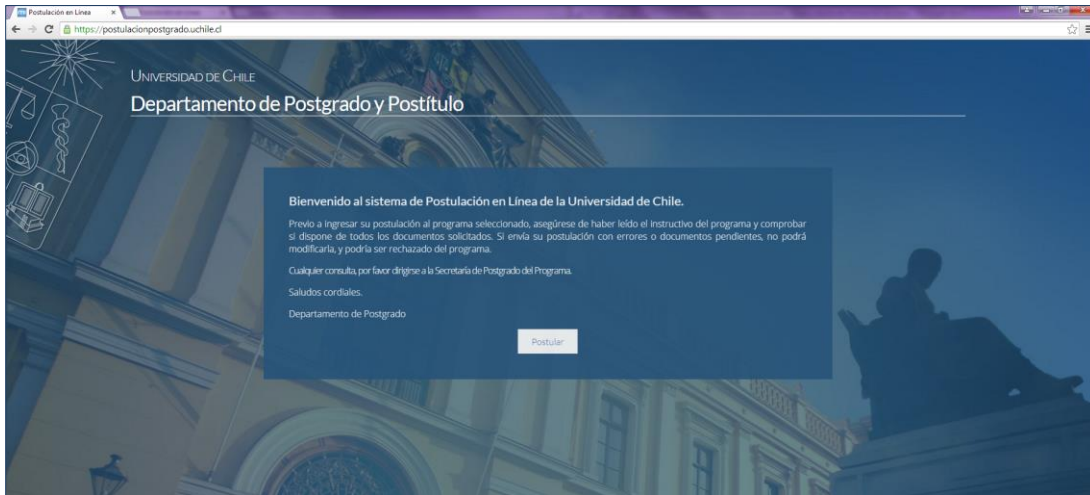 Postulación en Línea
https://postulacionpostgrado.uchile.cl
UNIVERSIDAD DE CHILE
Departamento de Postgrado y Postítulo
Bienvenido al sistema de Postulación en Línea de la Universidad de Chile.
Previo a ingresar su postulación al programa seleccionado, asegúrese de haber leído el instructivo del programa y comprobar
si dispone de todos los documentos solicitados. Si envía su postulación con errores o documentos pendientes, no podrá
modificarla, y podría ser rechazado del programa.
Cualquier consulta, por favor dirigirse a la Secretaría de Postgrado del Programa.
Saludos cordiales.
Departamento de Postgrado
Postular